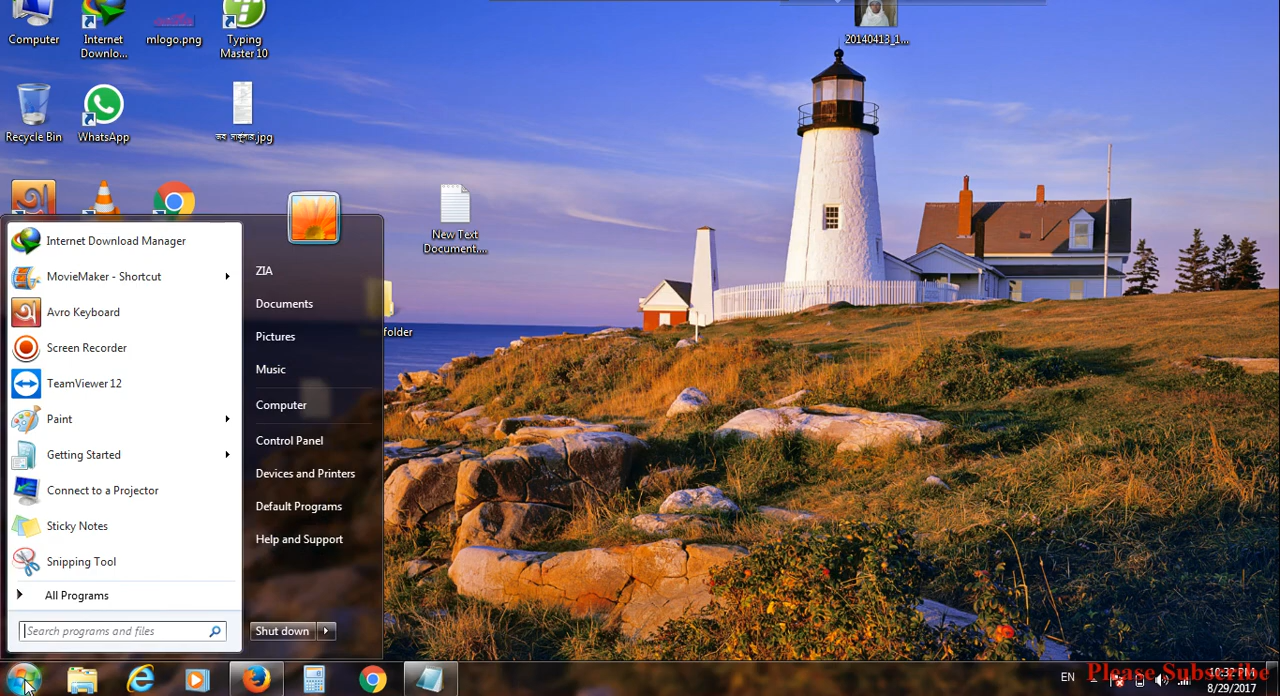 Computer
Internet
Downlo...
mlogo.png
Typing
Master 10
20140413_1...
Recycle Bin
WhatsApp
New Text
Document....
folder
Internet Download Manager
MovieMaker - Shortcut
Avro Keyboard
Screen Recorder
TeamViewer 12
Paint
Getting Started
Connect to a Projector
Sticky Notes
Snipping Tool
All Programs
Search programs and files
ZIA
Documents
Pictures
Music
Computer
Control Panel
Devices and Printers
Default Programs
Help and Support
Shut down
EN
10:32 PM
8/29/2017
Please Subscribe